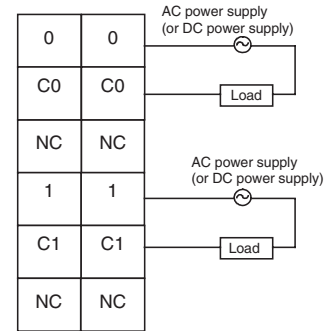 AC power supply
(or DC power supply)
0 0
C0 C0
Load
NC NC
AC power supply
(or DC power supply)
1 1
C1 C1
Load
NC NC